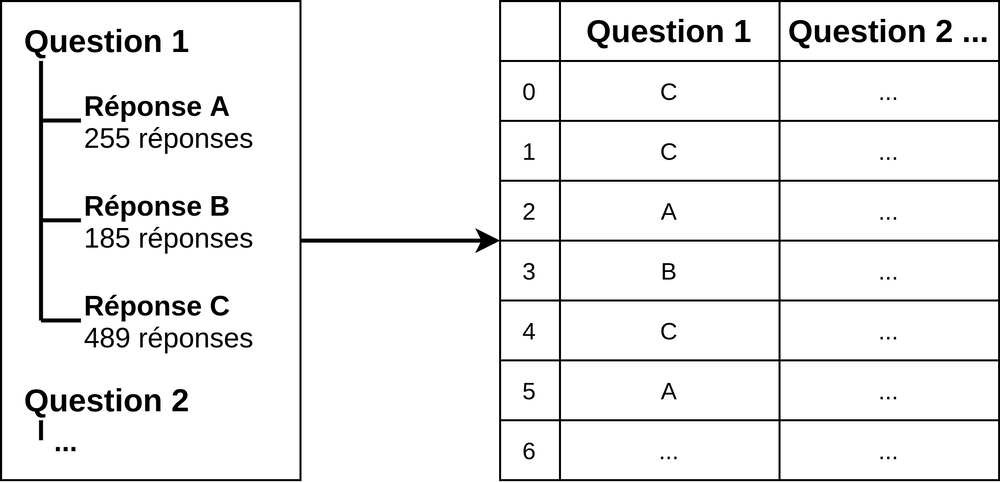 Question 1
Réponse A
255 réponses
Réponse B
185 réponses
Réponse C
489 réponses
Question 2
...
Question 1 Question 2 ...
0 C ...
1 C ...
2 A ...
3 B ...
4 C ...
5 A ...
6 ... ...